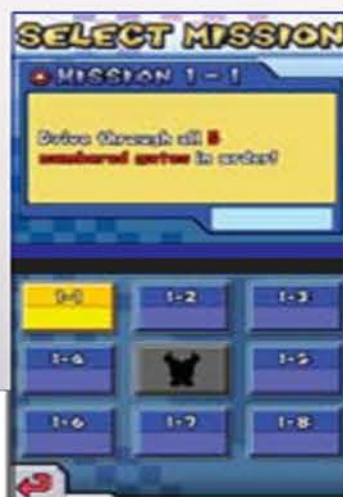 SELECT MISSION
MISSION 1-1
Drive through all 5
numbered gates in order!
1-1 1-2 1-3
1-4 1-5
1-6 1-7 1-8